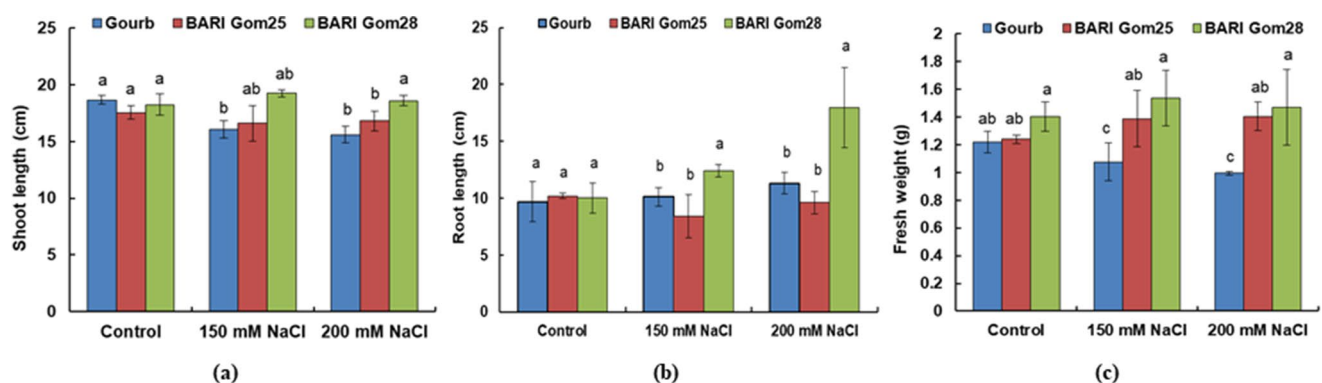 Gourb BARI Gom25 BARI Gom28
25
20
15
10
5
0
Shoot length (cm)
a a a
b ab ab
b b a
Control 150 mM NaCl 200 mM NaCl
(a)
Gourb BARI Gom25 BARI Gom28
25
20
15
10
5
0
Root length (cm)
a a a
b b a
b b a
Control 150 mM NaCl 200 mM NaCl
(b)
Gourb BARI Gom25 BARI Gom28
2
1.8
1.6
1.4
1.2
1
0.8
0.6
0.4
0.2
0
Fresh weight (g)
ab ab a
c ab a
c ab a
Control 150 mM NaCl 200 mM NaCl
(c)